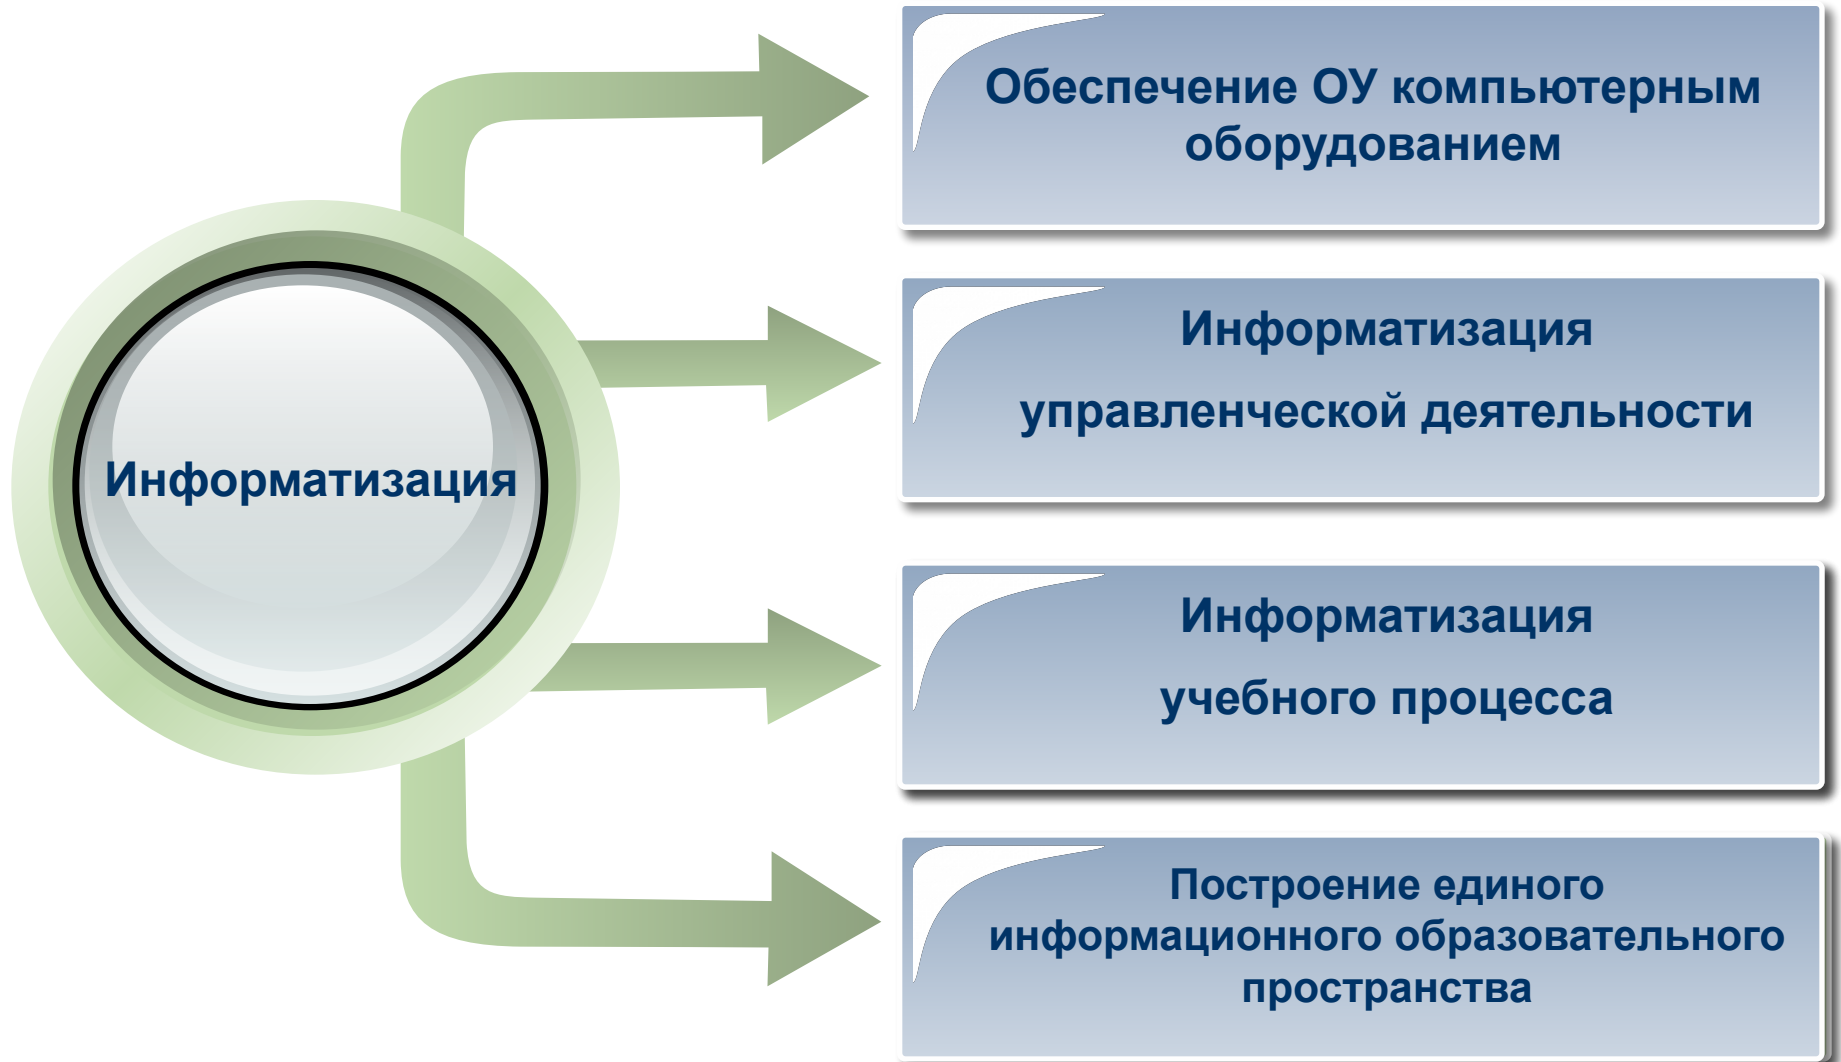 Обеспечение ОУ компьютерным
оборудованием
Информатизация
управленческой деятельности
Информатизация
Информатизация
учебного процесса
Построение единого
информационного образовательного
пространства